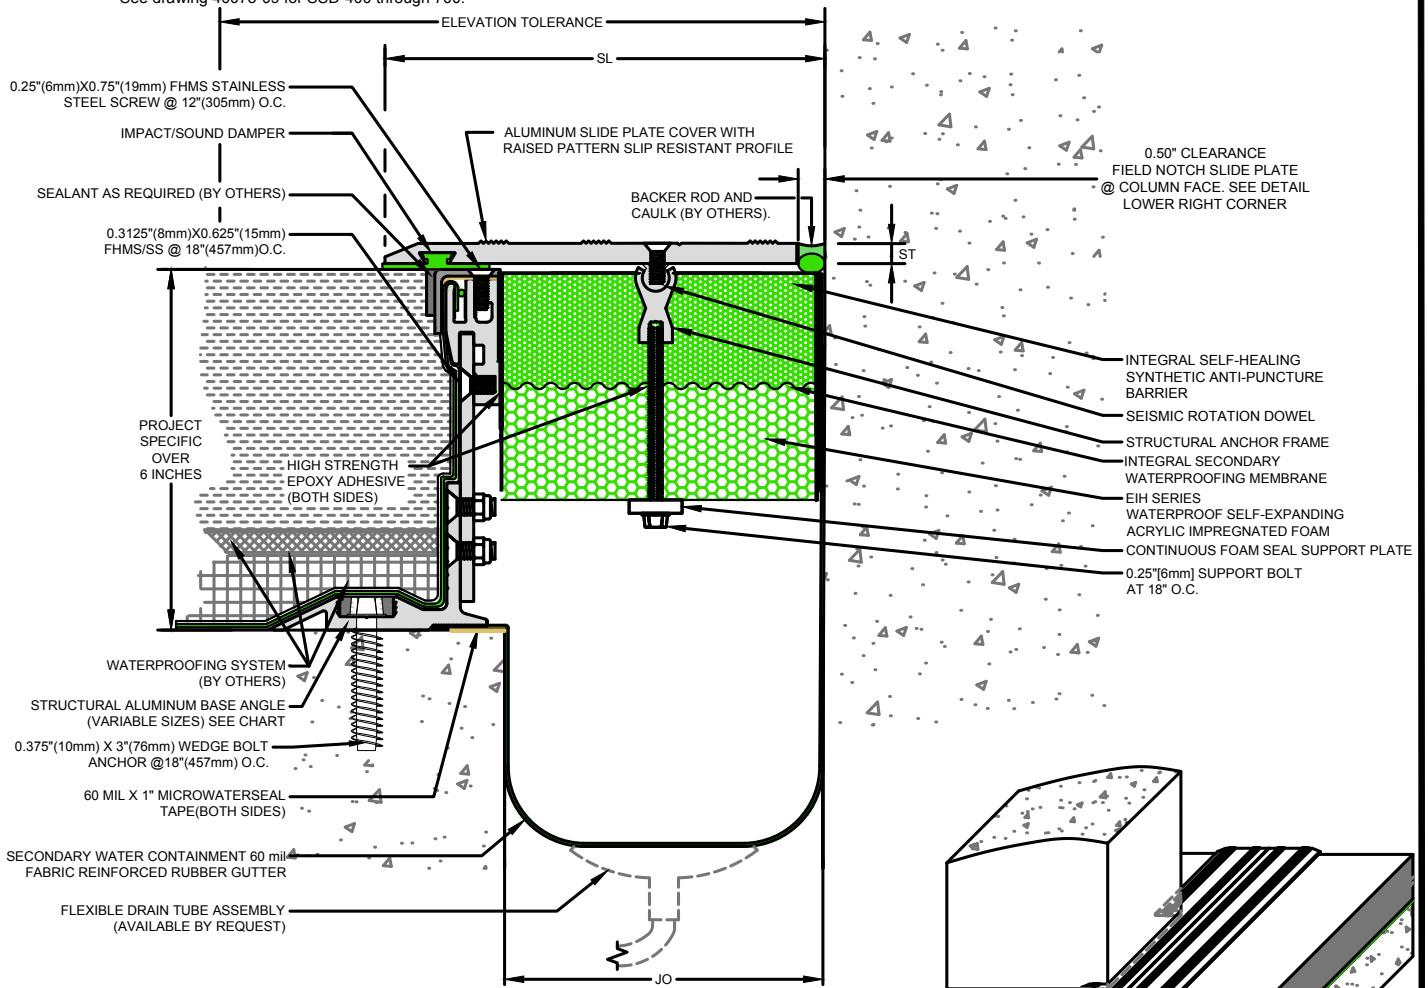 ELEVATION TOLERANCE
SL
0.25"(6mm)X0.75"(19mm) FHMS STAINLESS
STEEL SCREW @ 12"(305mm) O.C.
IMPACT/SOUND DAMPER
SEALANT AS REQUIRED (BY OTHERS)
0.3125"(8mm)X0.625"(15mm)
FHMS/SS @ 18"(457mm)O.C.
ALUMINUM SLIDE PLATE COVER WITH
RAISED PATTERN SLIP RESISTANT PROFILE
BACKER ROD AND
CAULK (BY OTHERS).
0.50" CLEARANCE
FIELD NOTCH SLIDE PLATE
@ COLUMN FACE. SEE DETAIL
LOWER RIGHT CORNER
ST
PROJECT
SPECIFIC
OVER
6 INCHES
HIGH STRENGTH
EPOXY ADHESIVE
(BOTH SIDES)
INTEGRAL SELF-HEALING
SYNTHETIC ANTI-PUNCTURE
BARRIER
SEISMIC ROTATION DOWEL
STRUCTURAL ANCHOR FRAME
INTEGRAL SECONDARY
WATERPROOFING MEMBRANE
EIH SERIES
WATERPROOF SELF-EXPANDING
ACRYLIC IMPREGNATED FOAM
CONTINUOUS FOAM SEAL SUPPORT PLATE
0.25"[6mm] SUPPORT BOLT
AT 18" O.C.
WATERPROOFING SYSTEM
(BY OTHERS)
STRUCTURAL ALUMINUM BASE ANGLE
(VARIABLE SIZES) SEE CHART
0.375"(10mm) X 3"(76mm) WEDGE BOLT
ANCHOR @18"(457mm) O.C.
60 MIL X 1" MICROWATERSEAL
TAPE(BOTH SIDES)
SECONDARY WATER CONTAINMENT 60 mil
FABRIC REINFORCED RUBBER GUTTER
FLEXIBLE DRAIN TUBE ASSEMBLY
(AVAILABLE BY REQUEST)
JO